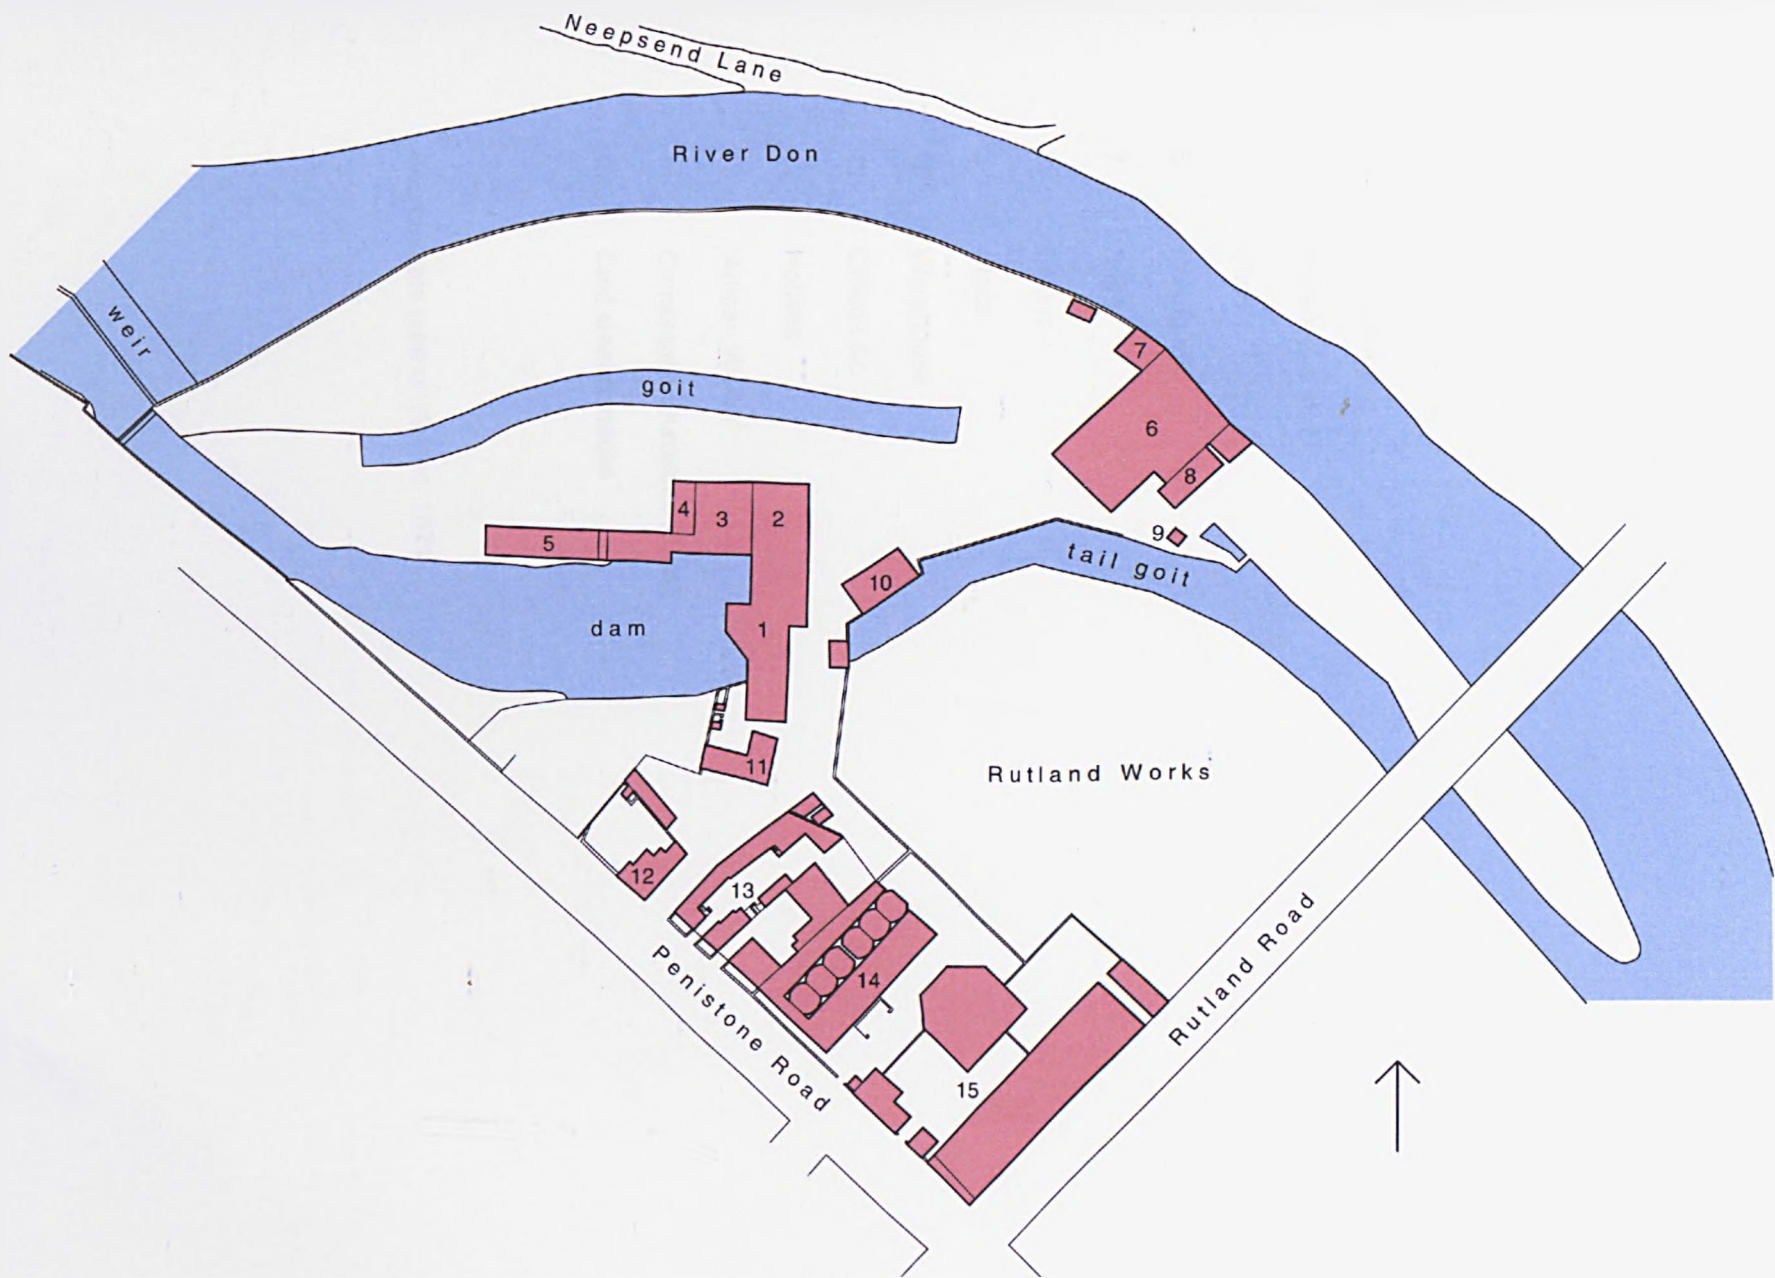 Neepsend Lane
River Don
weir
goit
7
6
8
4
3
2
5
9
tail goit
10
dam
1
Rutland Works
11
12
13
14
15
Penistone Road
Rutland Road